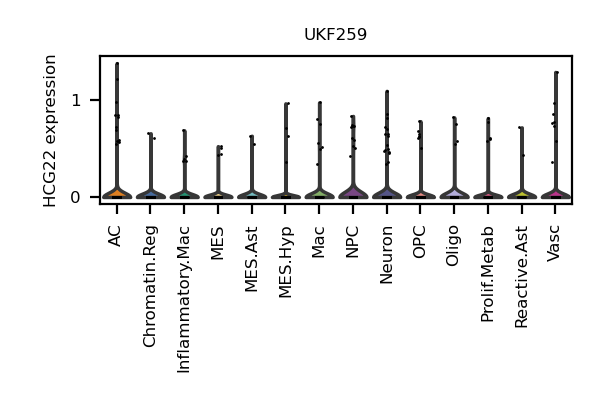 UKF259
HCG22 expression
1
0
AC
Chromatin.Reg
Inflammatory.Mac
MES
MES.Ast
MES.Hyp
Mac
NPC
Neuron
OPC
Oligo
Prolif.Metab
Reactive.Ast
Vasc